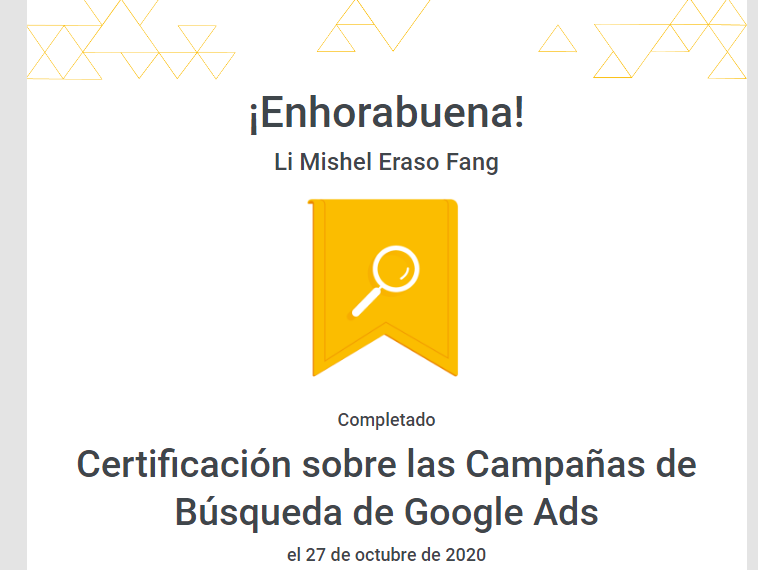 ¡Enhorabuena!
Li Mishel Eraso Fang
Completado
Certificación sobre las Campañas de
Búsqueda de Google Ads
el 27 de octubre de 2020